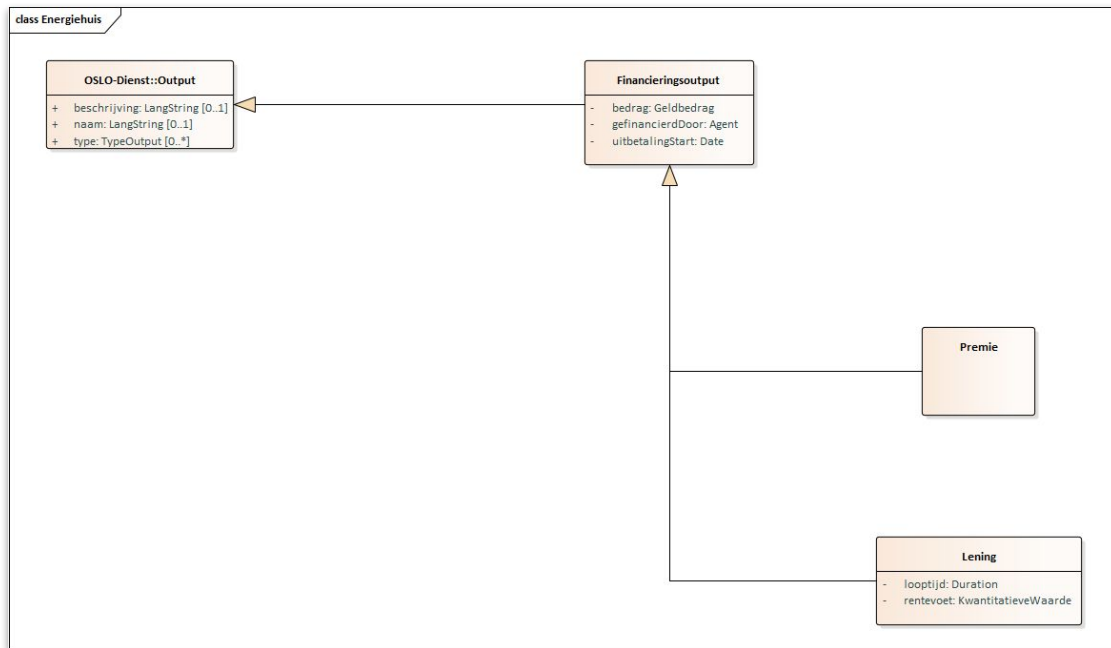 class Energiehuis
OSLO-Dienst::Output
+ beschrijving: LangString [0..1]
+ naam: LangString [0..1]
+ type: TypeOutput [0..*]
Financieringsoutput
- bedrag: Geldbedrag
- gefinancierdDoor: Agent
- uitbetalingStart: Date
Premie
Lening
- looptijd: Duration
- rentevoet: KwantitatieveWaarde